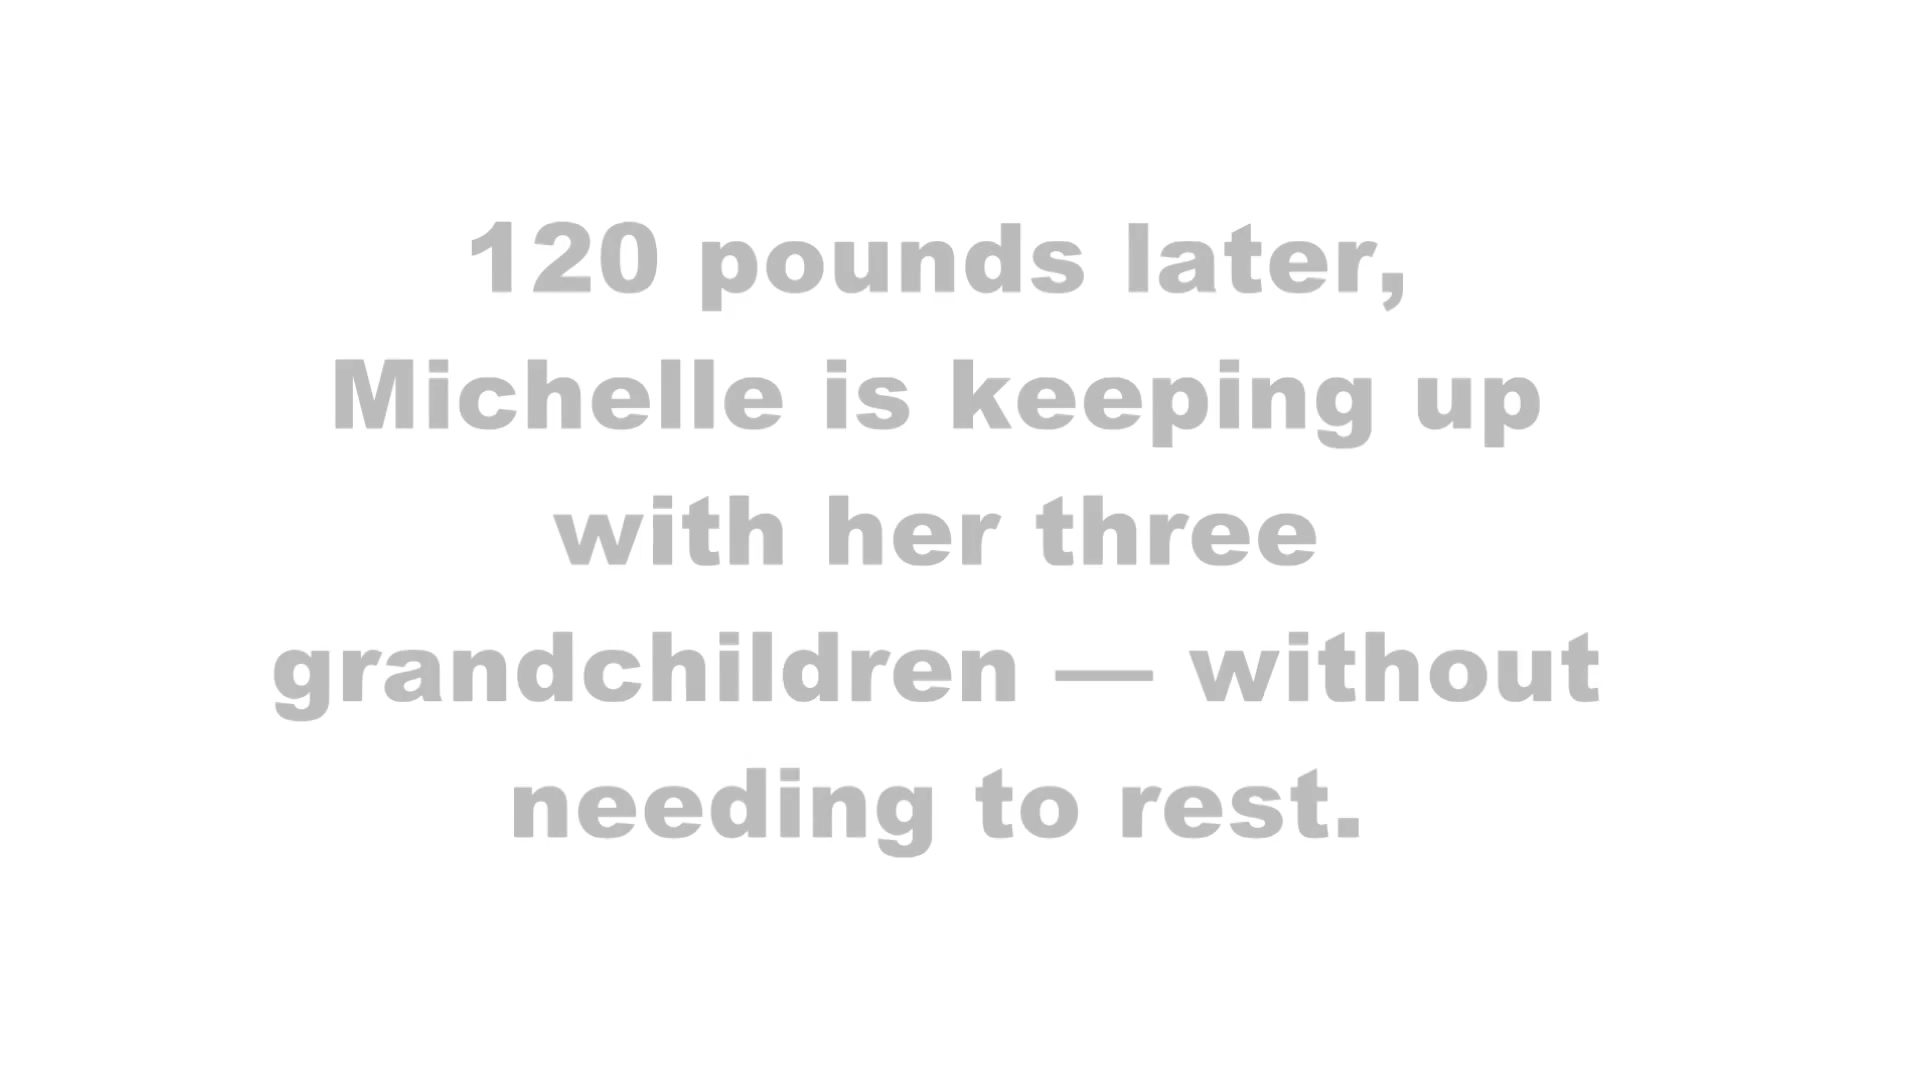 120 pounds later,
Michelle is keeping up
with her three
grandchildren — without
needing to rest.